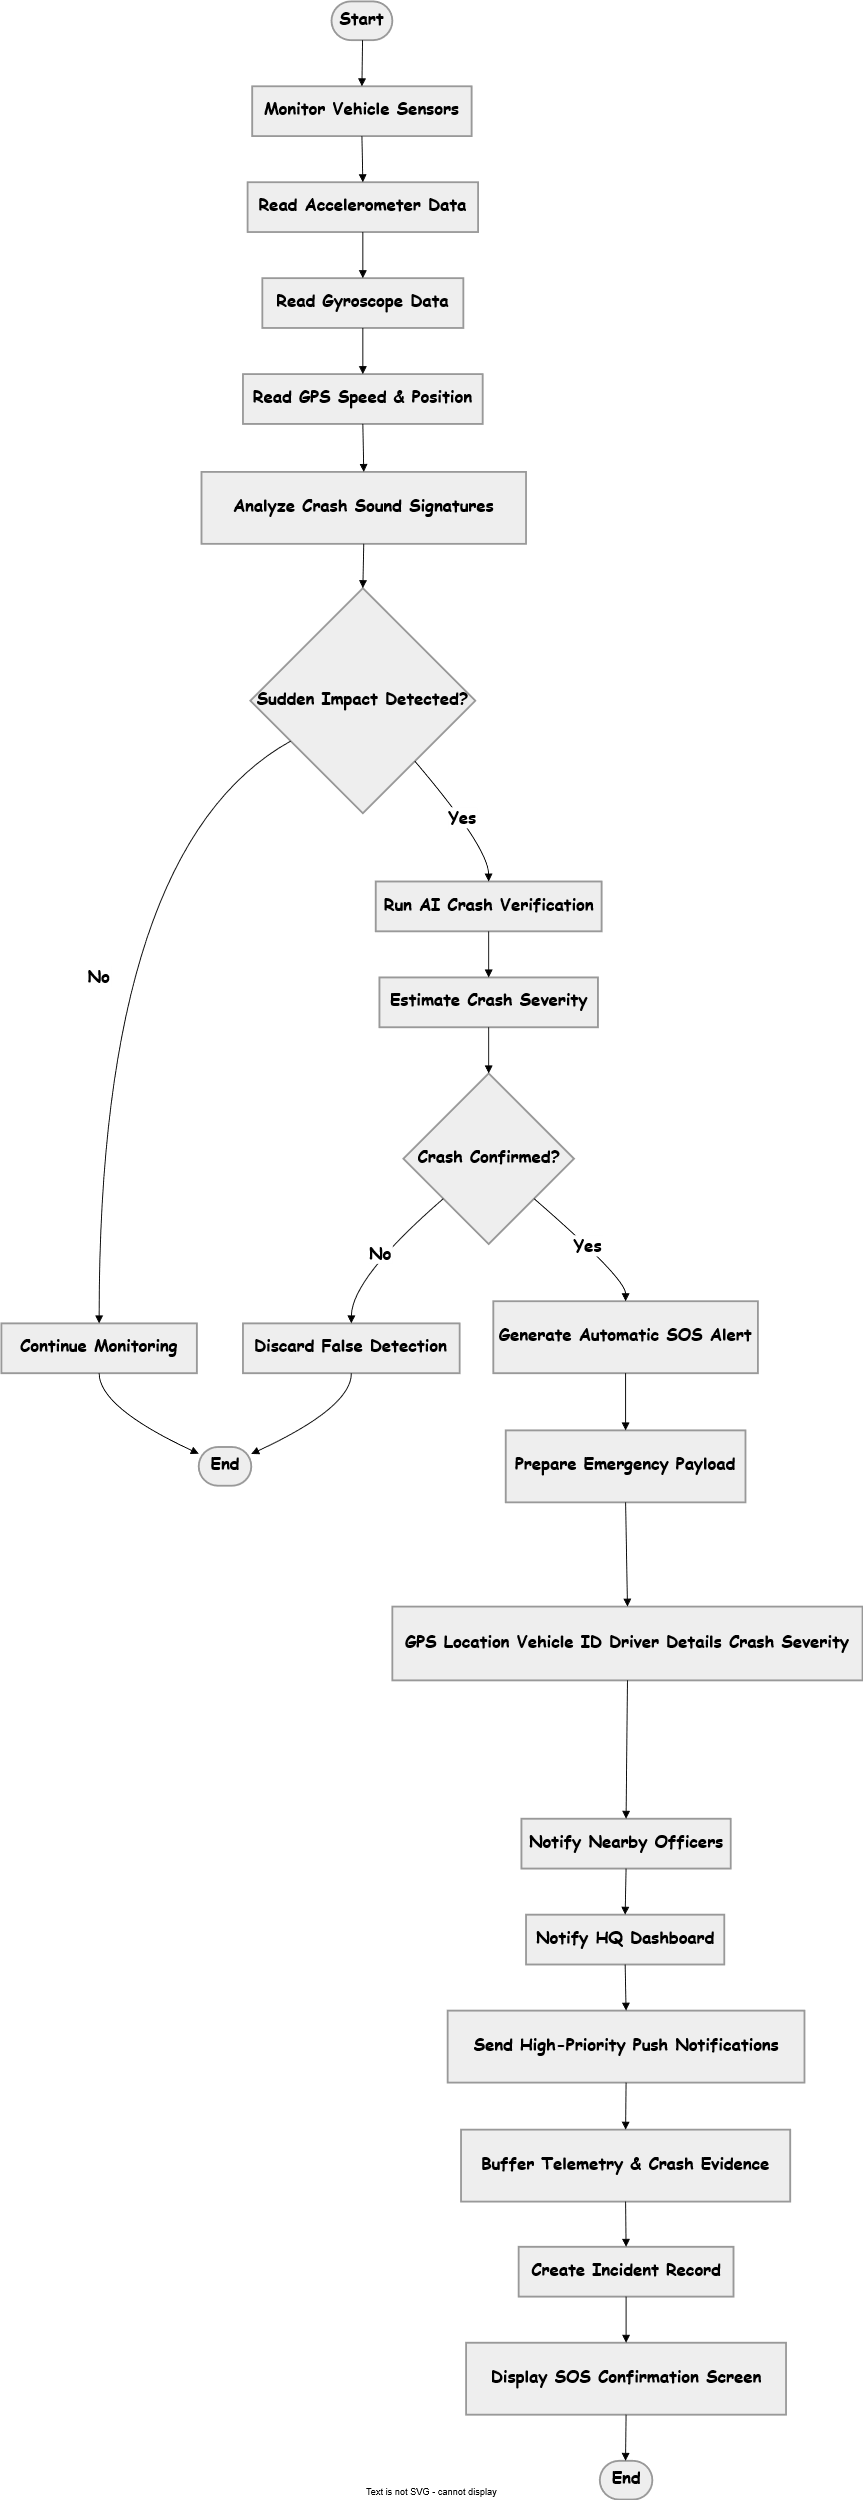 Start
Monitor Vehicle Sensors
Read Accelerometer Data
Read Gyroscope Data
Read GPS Speed & Position
Analyze Crash Sound Signatures
Sudden Impact Detected?
Yes
Run AI Crash Verification
No
Estimate Crash Severity
Crash Confirmed?
No
Yes
Continue Monitoring
Discard False Detection
Generate Automatic SOS Alert
End
Prepare Emergency Payload
GPS Location Vehicle ID Driver Details Crash Severity
Notify Nearby Officers
Notify HQ Dashboard
Send High-Priority Push Notifications
Buffer Telemetry & Crash Evidence
Create Incident Record
Display SOS Confirmation Screen
End
Text is not SVG - cannot display